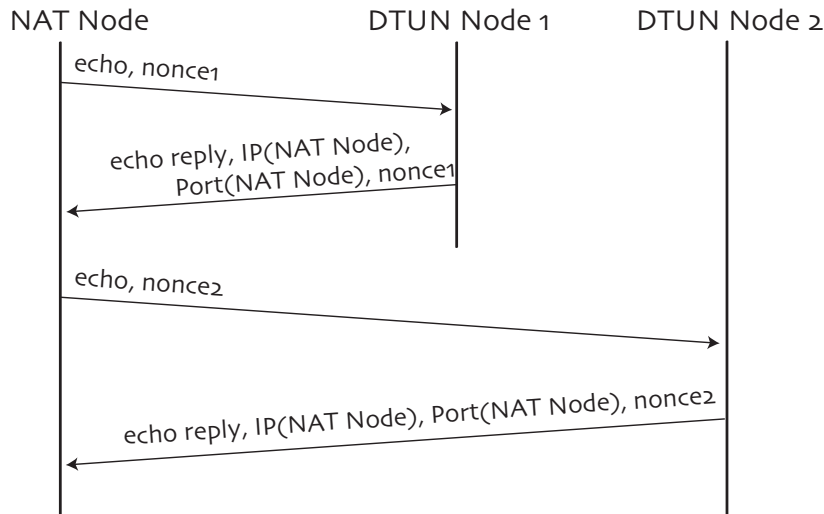 NAT Node DTUN Node 1 DTUN Node 2
echo, nonce1
echo reply, IP(NAT Node),
Port(NAT Node), nonce1
echo, nonce2
echo reply, IP(NAT Node), Port(NAT Node), nonce2